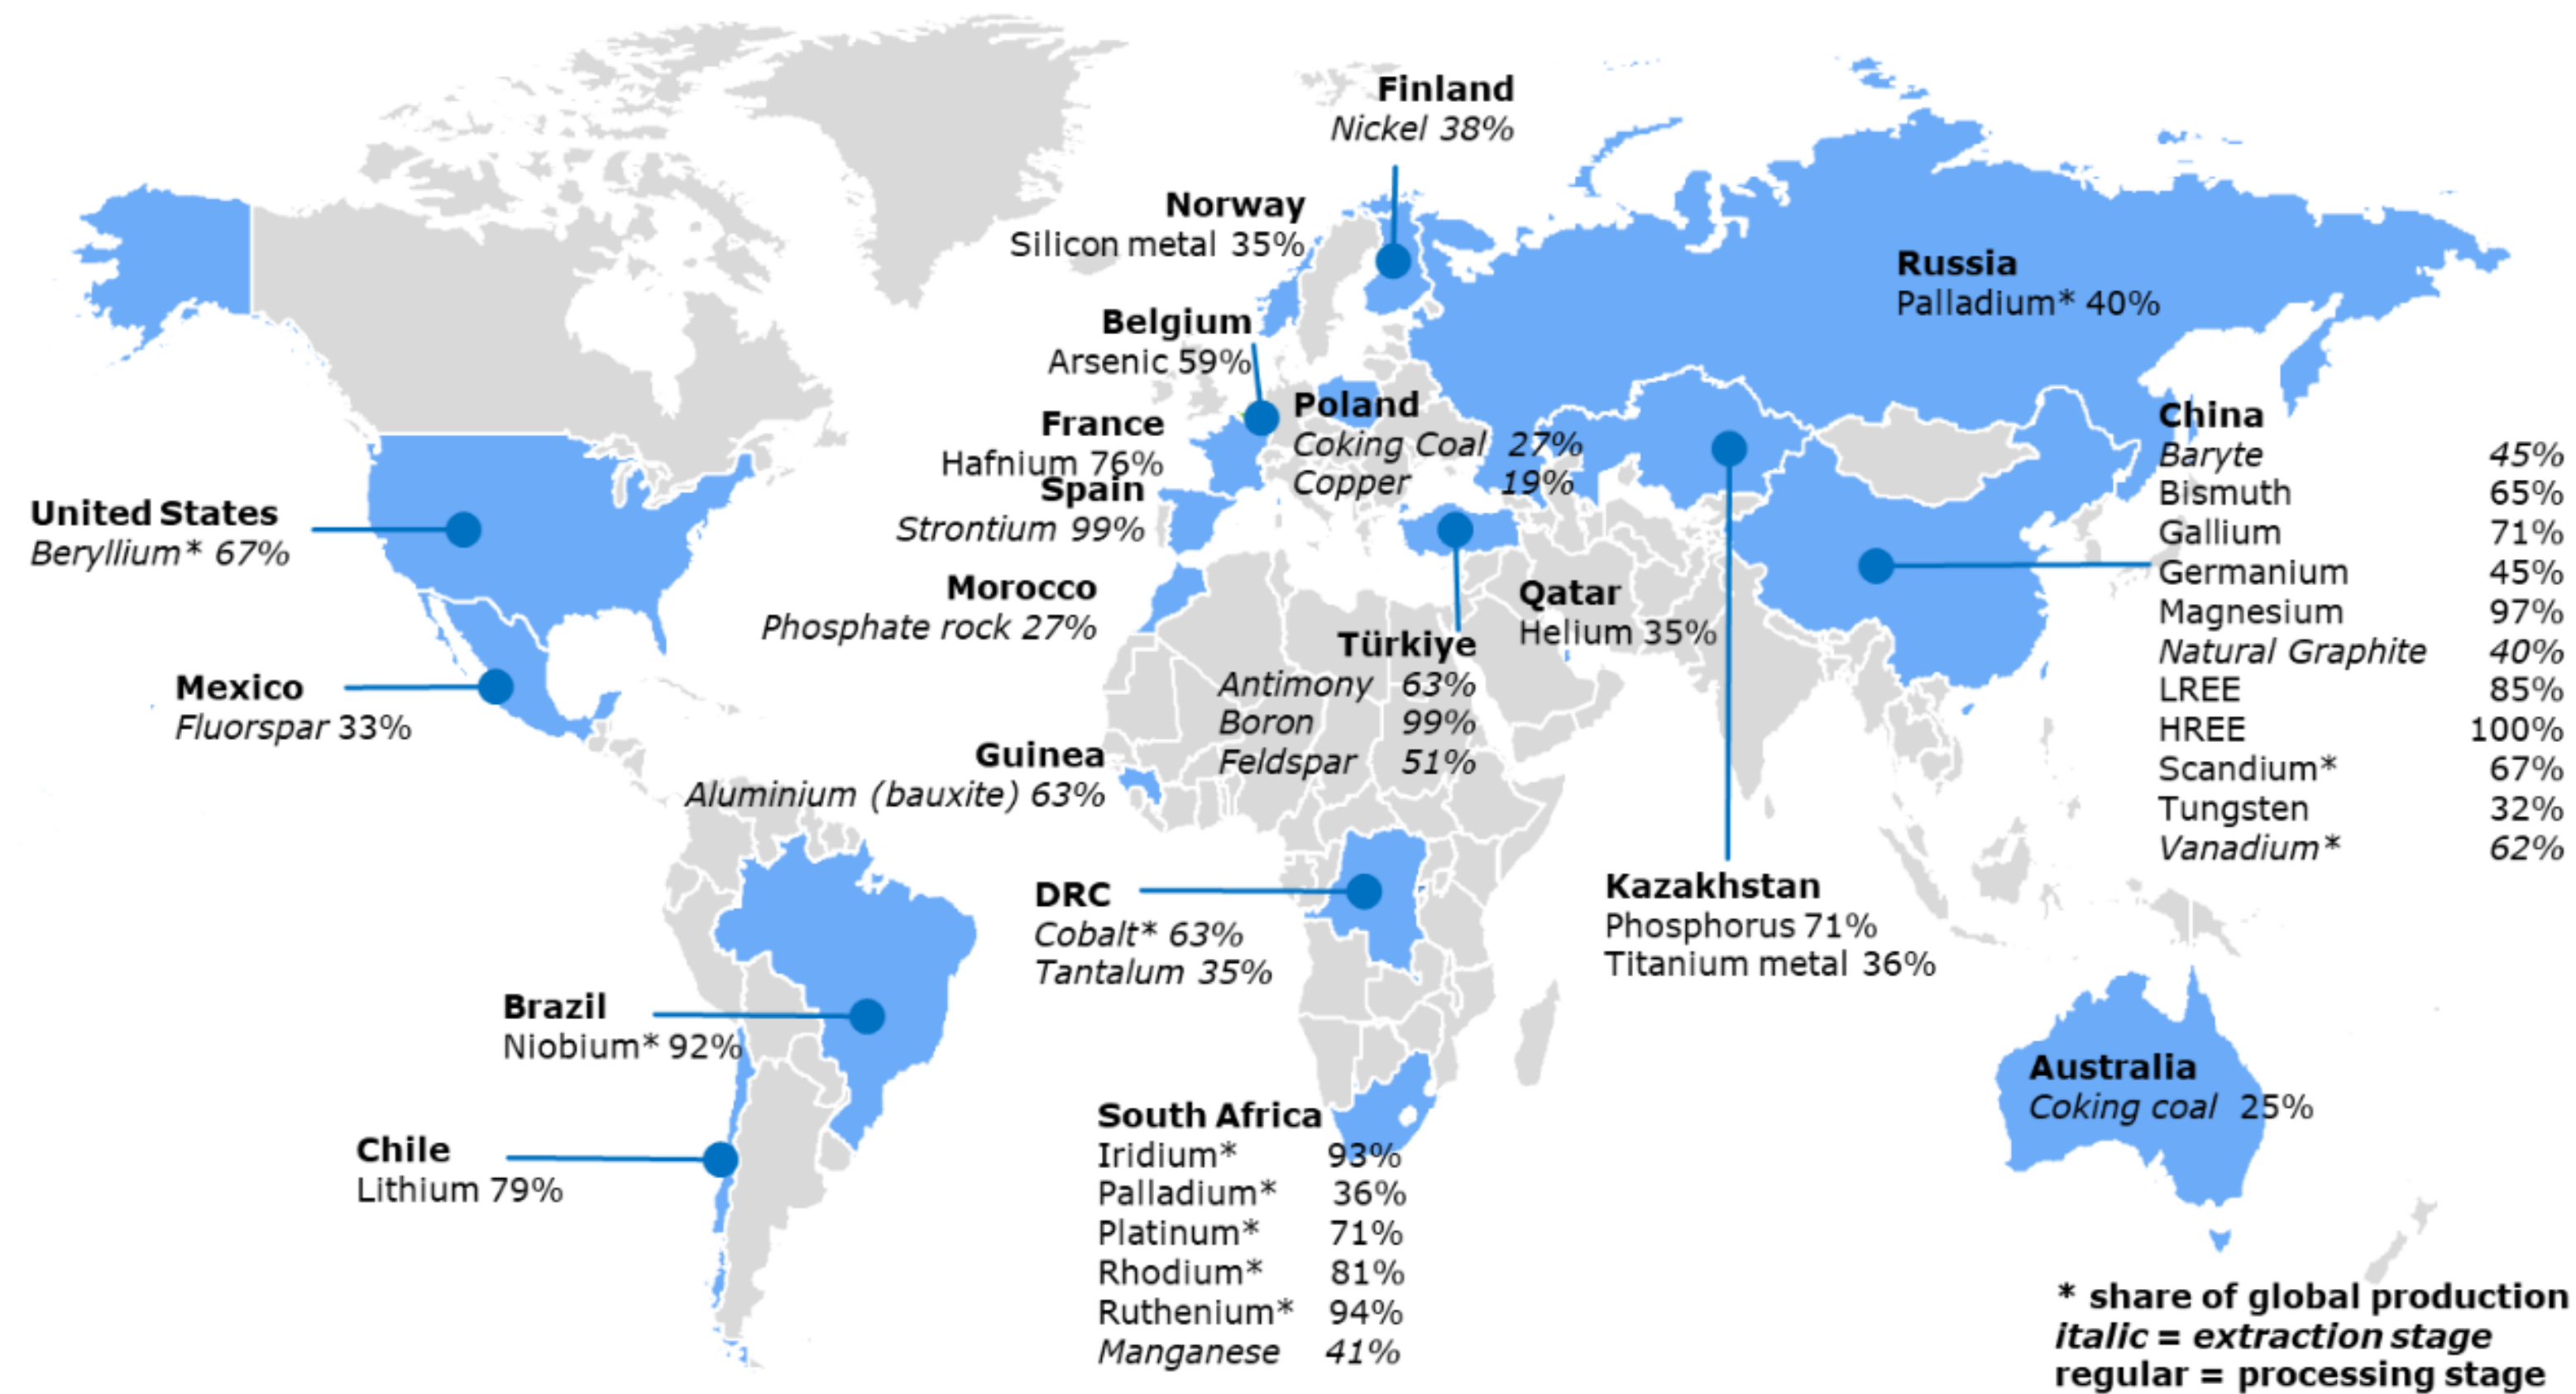 Finland
Nickel 38%
Norway
Silicon metal 35%
Russia
Palladium* 40%
Belgium
Arsenic 59%
Poland
Coking Coal 27%
Copper 19%
France
Hafnium 76%
Spain
Strontium 99%
China
Baryte 45%
Bismuth 65%
Gallium 71%
Germanium 45%
Magnesium 97%
Natural Graphite 40%
LREE 85%
HREE 100%
Scandium* 67%
Tungsten 32%
Vanadium* 62%
United States
Beryllium* 67%
Morocco
Phosphate rock 27%
Qatar
Helium 35%
Türkiye
Antimony 63%
Boron 99%
Feldspar 51%
Mexico
Fluorspar 33%
Guinea
Aluminium (bauxite) 63%
DRC
Cobalt* 63%
Tantalum 35%
Kazakhstan
Phosphorus 71%
Titanium metal 36%
Brazil
Niobium* 92%
Australia
Coking coal 25%
Chile
Lithium 79%
South Africa
Iridium* 93%
Palladium* 36%
Platinum* 71%
Rhodium* 81%
Ruthenium* 94%
Manganese 41%
* share of global production
italic = extraction stage
regular = processing stage